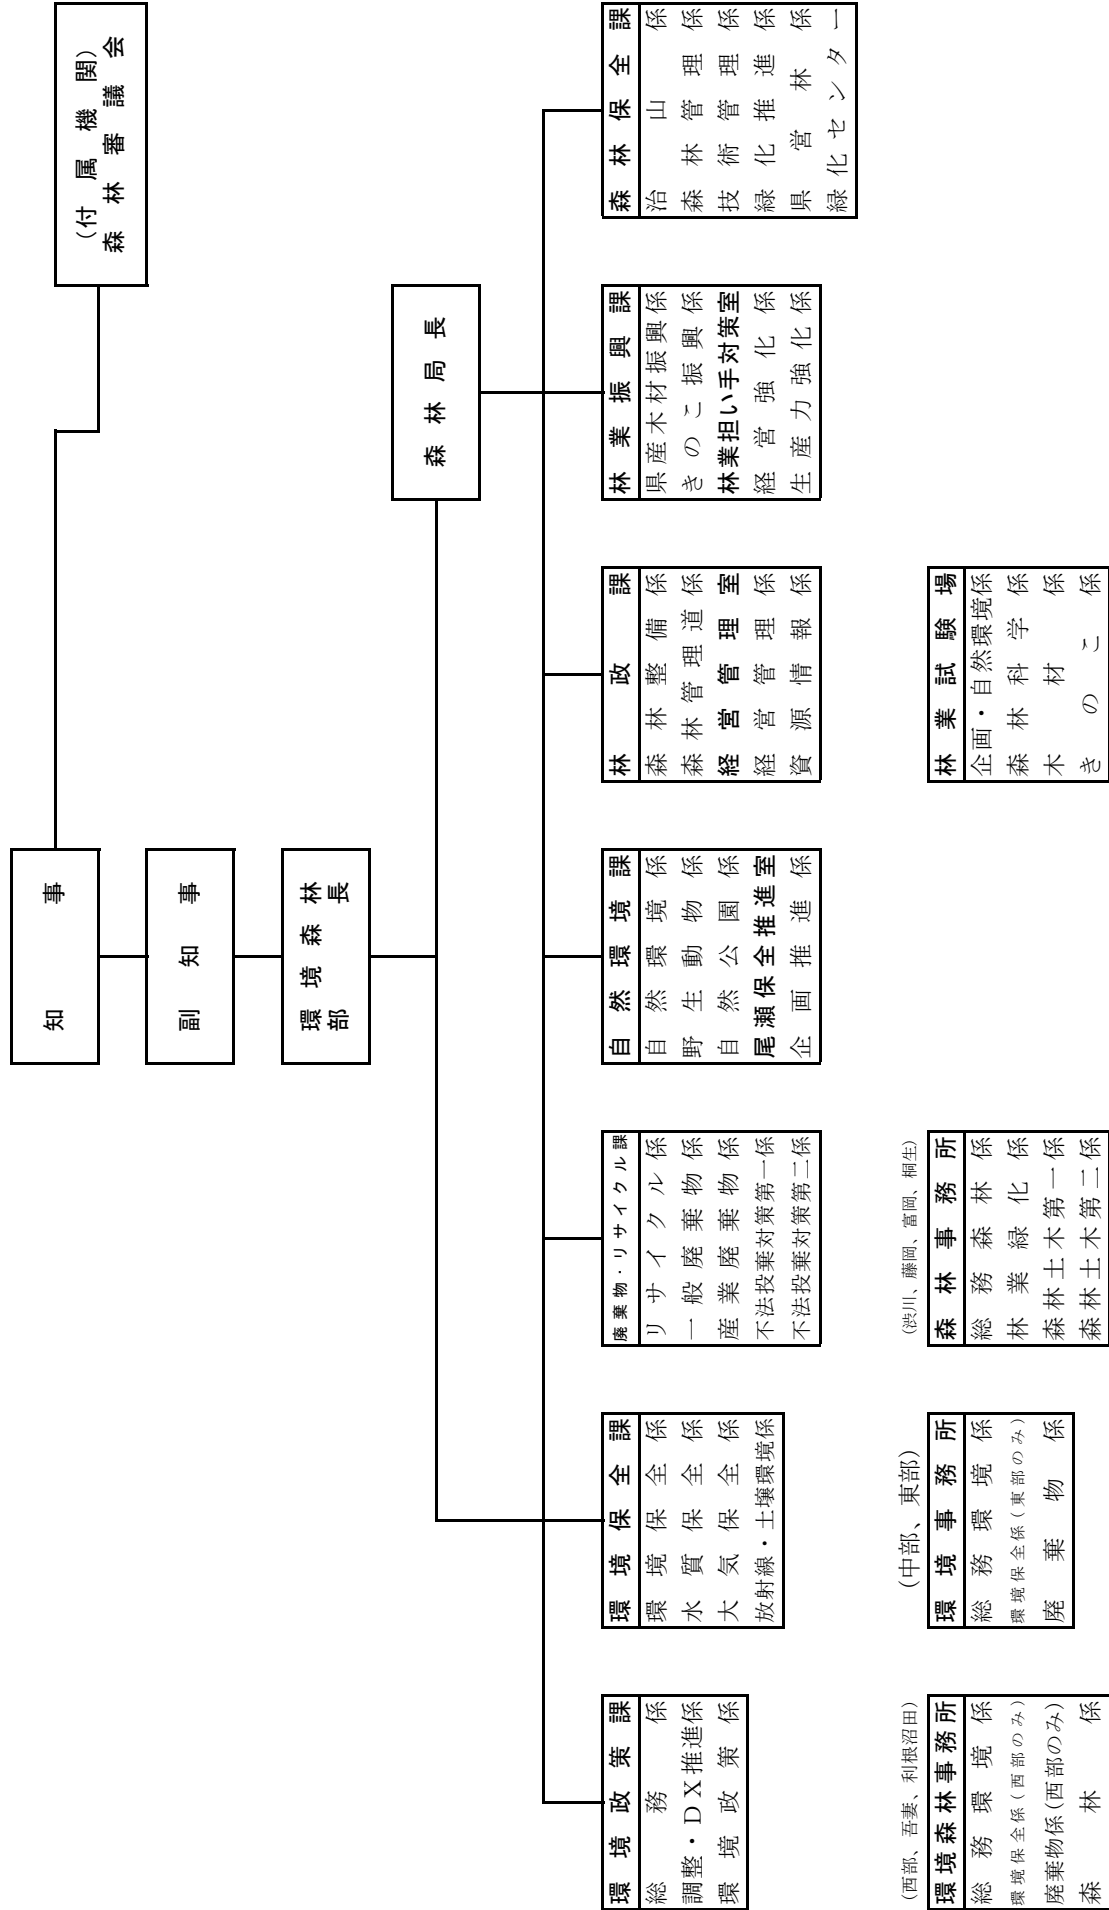 知事
副知事
環境森林
部長
(付属機関)
森林審議会
森林局長
環境政策課
総務係
調整・DX推進係
環境政策係
環境保全課
環境保全係
水質保全係
大気保全係
放射線・土壌環境係
廃棄物・リサイクル課
リサイクル係
一般廃棄物係
産業廃棄物係
不法投棄対策第一係
不法投棄対策第二係
自然環境課
自然環境係
野生動物係
自然公園係
尾瀬保全推進室
企画推進係
林政課
森林整備係
森林管理道係
経営管理室
経営管理係
資源情報係
林業振興課
県産木材振興係
きのこ振興係
林業担い手対策室
経営強化係
生産力強化係
森林保全課
治山係
森林管理係
技術管理係
緑化推進係
県営林係
緑化センター
(西部、吾妻、利根沼田)
環境森林事務所
総務環境係
環境保全係(西部のみ)
廃棄物係(西部のみ)
森林係
(中部、東部)
環境事務所
総務環境係
環境保全係(東部のみ)
廃棄物係
(渋川、藤岡、富岡、桐生)
森林事務所
総務森林係
林業緑化係
森林土木第一係
森林土木第二係
林業試験場
企画・自然環境係
森林科学係
木材係
きのこ係